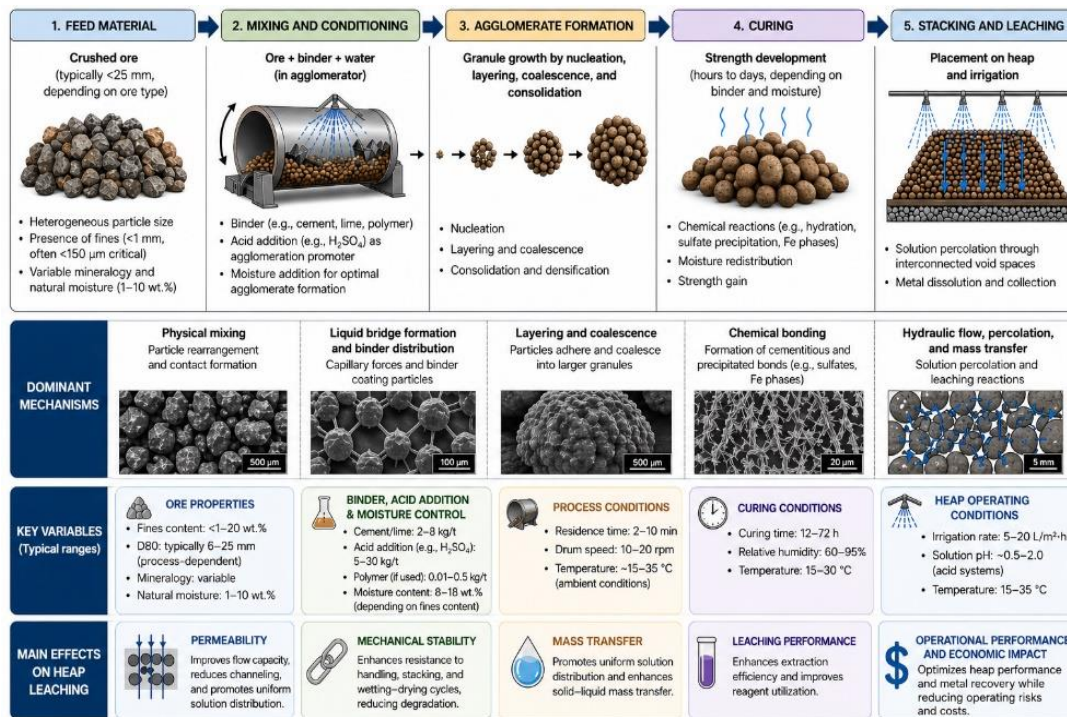 1. FEED MATERIAL
2. MIXING AND CONDITIONING
3. AGGLOMERATE FORMATION
4. CURING
5. STACKING AND LEACHING
Crushed ore
(typically <25 mm,
depending on ore type)
• Heterogeneous particle size
• Presence of fines (<1 mm,
often <150 µm critical)
• Variable mineralogy and
natural moisture (1–10 wt.%)
Ore + binder + water
(in agglomerator)
• Binder (e.g., cement, lime, polymer)
• Acid addition (e.g., H₂SO₄) as
agglomeration promoter
• Moisture addition for optimal
agglomerate formation
Granule growth by nucleation,
layering, coalescence, and
consolidation
• Nucleation
• Layering and coalescence
• Consolidation and densification
Strength development
(hours to days, depending on
binder and moisture)
• Chemical reactions (e.g., hydration,
sulfate precipitation, Fe phases)
• Moisture redistribution
• Strength gain
Placement on heap
and irrigation
• Solution percolation through
interconnected void spaces
• Metal dissolution and collection
DOMINANT
MECHANISMS
Physical mixing
Particle rearrangement
and contact formation
500 µm
Liquid bridge formation
and binder distribution
Capillary forces and binder
coating particles
100 µm
Layering and coalescence
Particles adhere and coalesce
into larger granules
500 µm
Chemical bonding
Formation of cementitious and
precipitated bonds (e.g., sulfates,
Fe phases)
20 µm
Hydraulic flow, percolation,
and mass transfer
Solution percolation and
leaching reactions
5 mm
KEY VARIABLES
(Typical ranges)
ORE PROPERTIES
• Fines content: <1–20 wt.%
• D80: typically 6–25 mm
(process-dependent)
• Mineralogy: variable
• Natural moisture: 1–10 wt.%
BINDER, ACID ADDITION
& MOISTURE CONTROL
• Cement/lime: 2–8 kg/t
• Acid addition (e.g., H₂SO₄):
5–30 kg/t
• Polymer (if used): 0.01–0.5 kg/t
• Moisture content: 8–18 wt.%
(depending on fines content)
PROCESS CONDITIONS
• Residence time: 2–10 min
• Drum speed: 10–20 rpm
• Temperature: ~15–35 °C
(ambient conditions)
CURING CONDITIONS
• Curing time: 12–72 h
• Relative humidity: 60–95%
• Temperature: 15–30 °C
HEAP OPERATING
CONDITIONS
• Irrigation rate: 5–20 L/m²·h
• Solution pH: ~0.5–2.0
(acid systems)
• Temperature: 15–35 °C
MAIN EFFECTS
ON HEAP
LEACHING
PERMEABILITY
Improves flow capacity,
reduces channeling,
and promotes uniform
solution distribution.
MECHANICAL STABILITY
Enhances resistance to
handling, stacking, and
wetting–drying cycles,
reducing degradation.
MASS TRANSFER
Promotes uniform solution
distribution and enhances
solid–liquid mass transfer.
LEACHING PERFORMANCE
Enhances extraction
efficiency and improves
reagent utilization.
$
OPERATIONAL PERFORMANCE
AND ECONOMIC IMPACT
Optimizes heap performance
and metal recovery while
reducing operating risks
and costs.